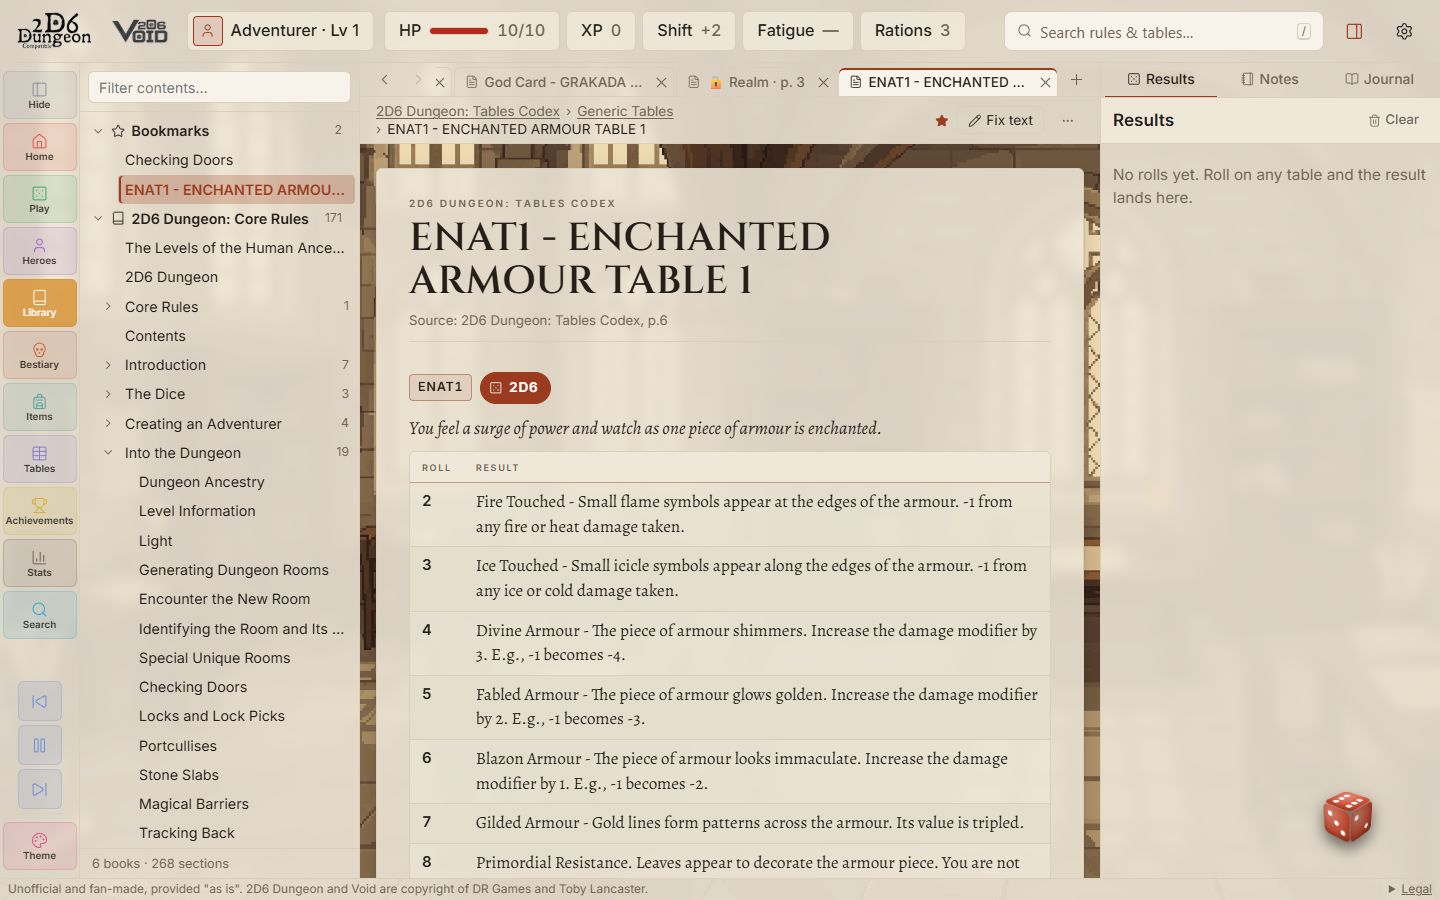 2D6 Dungeon
Compatible
2D6 VOID
Adventurer · Lv 1
HP 10/10
XP 0
Shift +2
Fatigue —
Rations 3
Search rules & tables...
/
Hide
Home
Play
Heroes
Library
Bestiary
Items
Tables
Achievements
Stats
Search
Theme
Filter contents...
Bookmarks 2
Checking Doors
ENAT1 - ENCHANTED ARMOU...
2D6 Dungeon: Core Rules 171
The Levels of the Human Ance...
2D6 Dungeon
Core Rules 1
Contents
Introduction 7
The Dice 3
Creating an Adventurer 4
Into the Dungeon 19
Dungeon Ancestry
Level Information
Light
Generating Dungeon Rooms
Encounter the New Room
Identifying the Room and Its ...
Special Unique Rooms
Checking Doors
Locks and Lock Picks
Portcullises
Stone Slabs
Magical Barriers
Tracking Back
6 books · 268 sections
God Card - GRAKADA ...
Realm · p. 3
ENAT1 - ENCHANTED ...
2D6 Dungeon: Tables Codex › Generic Tables
› ENAT1 - ENCHANTED ARMOUR TABLE 1
Fix text
...
2D6 DUNGEON: TABLES CODEX
ENAT1 - ENCHANTED
ARMOUR TABLE 1
Source: 2D6 Dungeon: Tables Codex, p.6
ENAT1 2D6
You feel a surge of power and watch as one piece of armour is enchanted.
ROLL RESULT
2 Fire Touched - Small flame symbols appear at the edges of the armour. -1 from
any fire or heat damage taken.
3 Ice Touched - Small icicle symbols appear along the edges of the armour. -1 from
any ice or cold damage taken.
4 Divine Armour - The piece of armour shimmers. Increase the damage modifier by
3. E.g., -1 becomes -4.
5 Fabled Armour - The piece of armour glows golden. Increase the damage modifier
by 2. E.g., -1 becomes -3.
6 Blazon Armour - The piece of armour looks immaculate. Increase the damage
modifier by 1. E.g., -1 becomes -2.
7 Gilded Armour - Gold lines form patterns across the armour. Its value is tripled.
8 Primordial Resistance. Leaves appear to decorate the armour piece. You are not
Results
Notes
Journal
Results
Clear
No rolls yet. Roll on any table and the result
lands here.
Unofficial and fan-made, provided "as is". 2D6 Dungeon and Void are copyright of DR Games and Toby Lancaster.
Legal